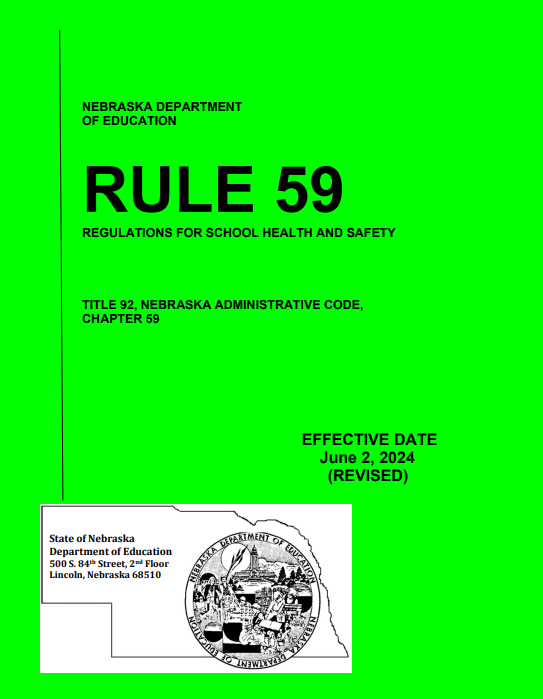 NEBRASKA DEPARTMENT
OF EDUCATION
RULE 59
REGULATIONS FOR SCHOOL HEALTH AND SAFETY
TITLE 92, NEBRASKA ADMINISTRATIVE CODE,
CHAPTER 59
EFFECTIVE DATE
June 2, 2024
(REVISED)
State of Nebraska
Department of Education
500 S. 84th Street, 2nd Floor
Lincoln, Nebraska 68510
NEBRASKA DEPARTMENT OF EDUCATION
NEBRASKA DEPARTMENT OF EDUCATION